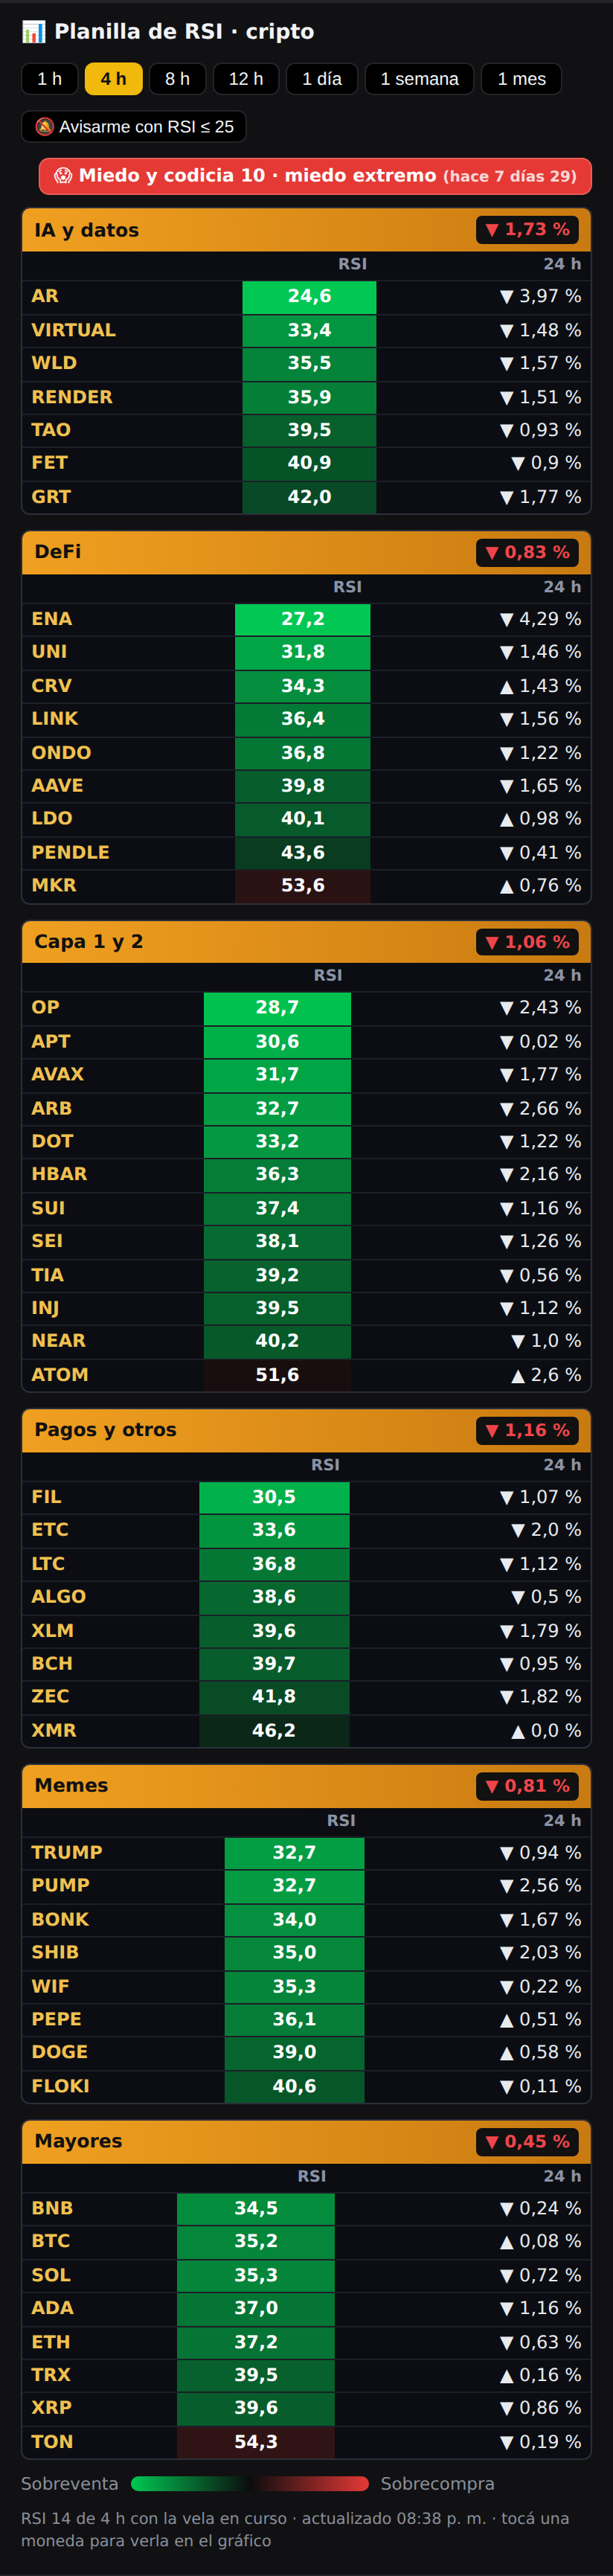 📊 Planilla de RSI · cripto
1 h 4 h 8 h 12 h 1 día 1 semana 1 mes
🔕 Avisarme con RSI ≤ 25
😱 Miedo y codicia 10 · miedo extremo (hace 7 días 29)
IA y datos ▼ 1,73 %
RSI 24 h
AR 24,6 ▼ 3,97 %
VIRTUAL 33,4 ▼ 1,48 %
WLD 35,5 ▼ 1,57 %
RENDER 35,9 ▼ 1,51 %
TAO 39,5 ▼ 0,93 %
FET 40,9 ▼ 0,9 %
GRT 42,0 ▼ 1,77 %
DeFi ▼ 0,83 %
RSI 24 h
ENA 27,2 ▼ 4,29 %
UNI 31,8 ▼ 1,46 %
CRV 34,3 ▲ 1,43 %
LINK 36,4 ▼ 1,56 %
ONDO 36,8 ▼ 1,22 %
AAVE 39,8 ▼ 1,65 %
LDO 40,1 ▲ 0,98 %
PENDLE 43,6 ▼ 0,41 %
MKR 53,6 ▲ 0,76 %
Capa 1 y 2 ▼ 1,06 %
RSI 24 h
OP 28,7 ▼ 2,43 %
APT 30,6 ▼ 0,02 %
AVAX 31,7 ▼ 1,77 %
ARB 32,7 ▼ 2,66 %
DOT 33,2 ▼ 1,22 %
HBAR 36,3 ▼ 2,16 %
SUI 37,4 ▼ 1,16 %
SEI 38,1 ▼ 1,26 %
TIA 39,2 ▼ 0,56 %
INJ 39,5 ▼ 1,12 %
NEAR 40,2 ▼ 1,0 %
ATOM 51,6 ▲ 2,6 %
Pagos y otros ▼ 1,16 %
RSI 24 h
FIL 30,5 ▼ 1,07 %
ETC 33,6 ▼ 2,0 %
LTC 36,8 ▼ 1,12 %
ALGO 38,6 ▼ 0,5 %
XLM 39,6 ▼ 1,79 %
BCH 39,7 ▼ 0,95 %
ZEC 41,8 ▼ 1,82 %
XMR 46,2 ▲ 0,0 %
Memes ▼ 0,81 %
RSI 24 h
TRUMP 32,7 ▼ 0,94 %
PUMP 32,7 ▼ 2,56 %
BONK 34,0 ▼ 1,67 %
SHIB 35,0 ▼ 2,03 %
WIF 35,3 ▼ 0,22 %
PEPE 36,1 ▲ 0,51 %
DOGE 39,0 ▲ 0,58 %
FLOKI 40,6 ▼ 0,11 %
Mayores ▼ 0,45 %
RSI 24 h
BNB 34,5 ▼ 0,24 %
BTC 35,2 ▲ 0,08 %
SOL 35,3 ▼ 0,72 %
ADA 37,0 ▼ 1,16 %
ETH 37,2 ▼ 0,63 %
TRX 39,5 ▲ 0,16 %
XRP 39,6 ▼ 0,86 %
TON 54,3 ▼ 0,19 %
Sobreventa Sobrecompra
RSI 14 de 4 h con la vela en curso · actualizado 08:38 p. m. · tocá una
moneda para verla en el gráfico